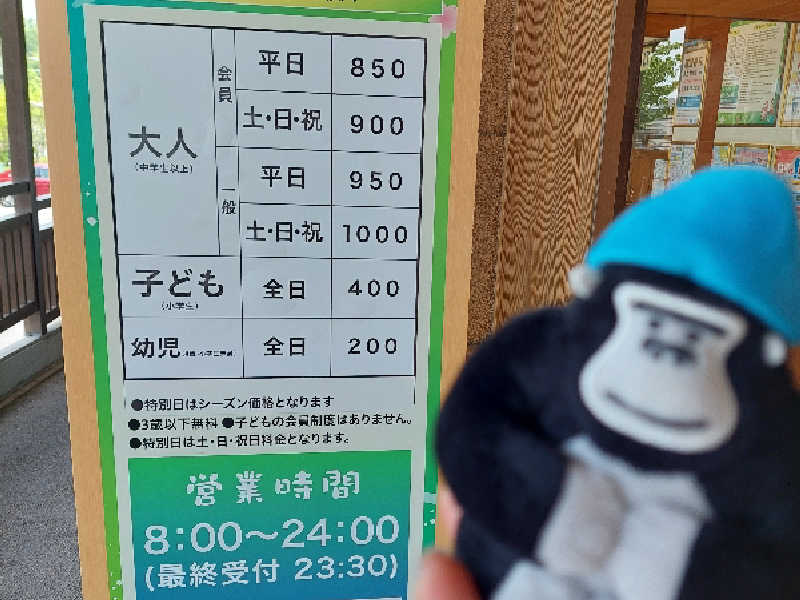 会員 平日 850
土・日・祝 900
大人
(中学生以上)
一般 平日 950
土・日・祝 1000
子ども 全日 400
(小学生)
幼児 全日 200
●特別日はシーズン価格となります
●3歳以下無料 ●子どもの会員制度はありません。
●特別日は土・日・祝日料金となります。
営業時間
8:00～24:00
(最終受付 23:30)